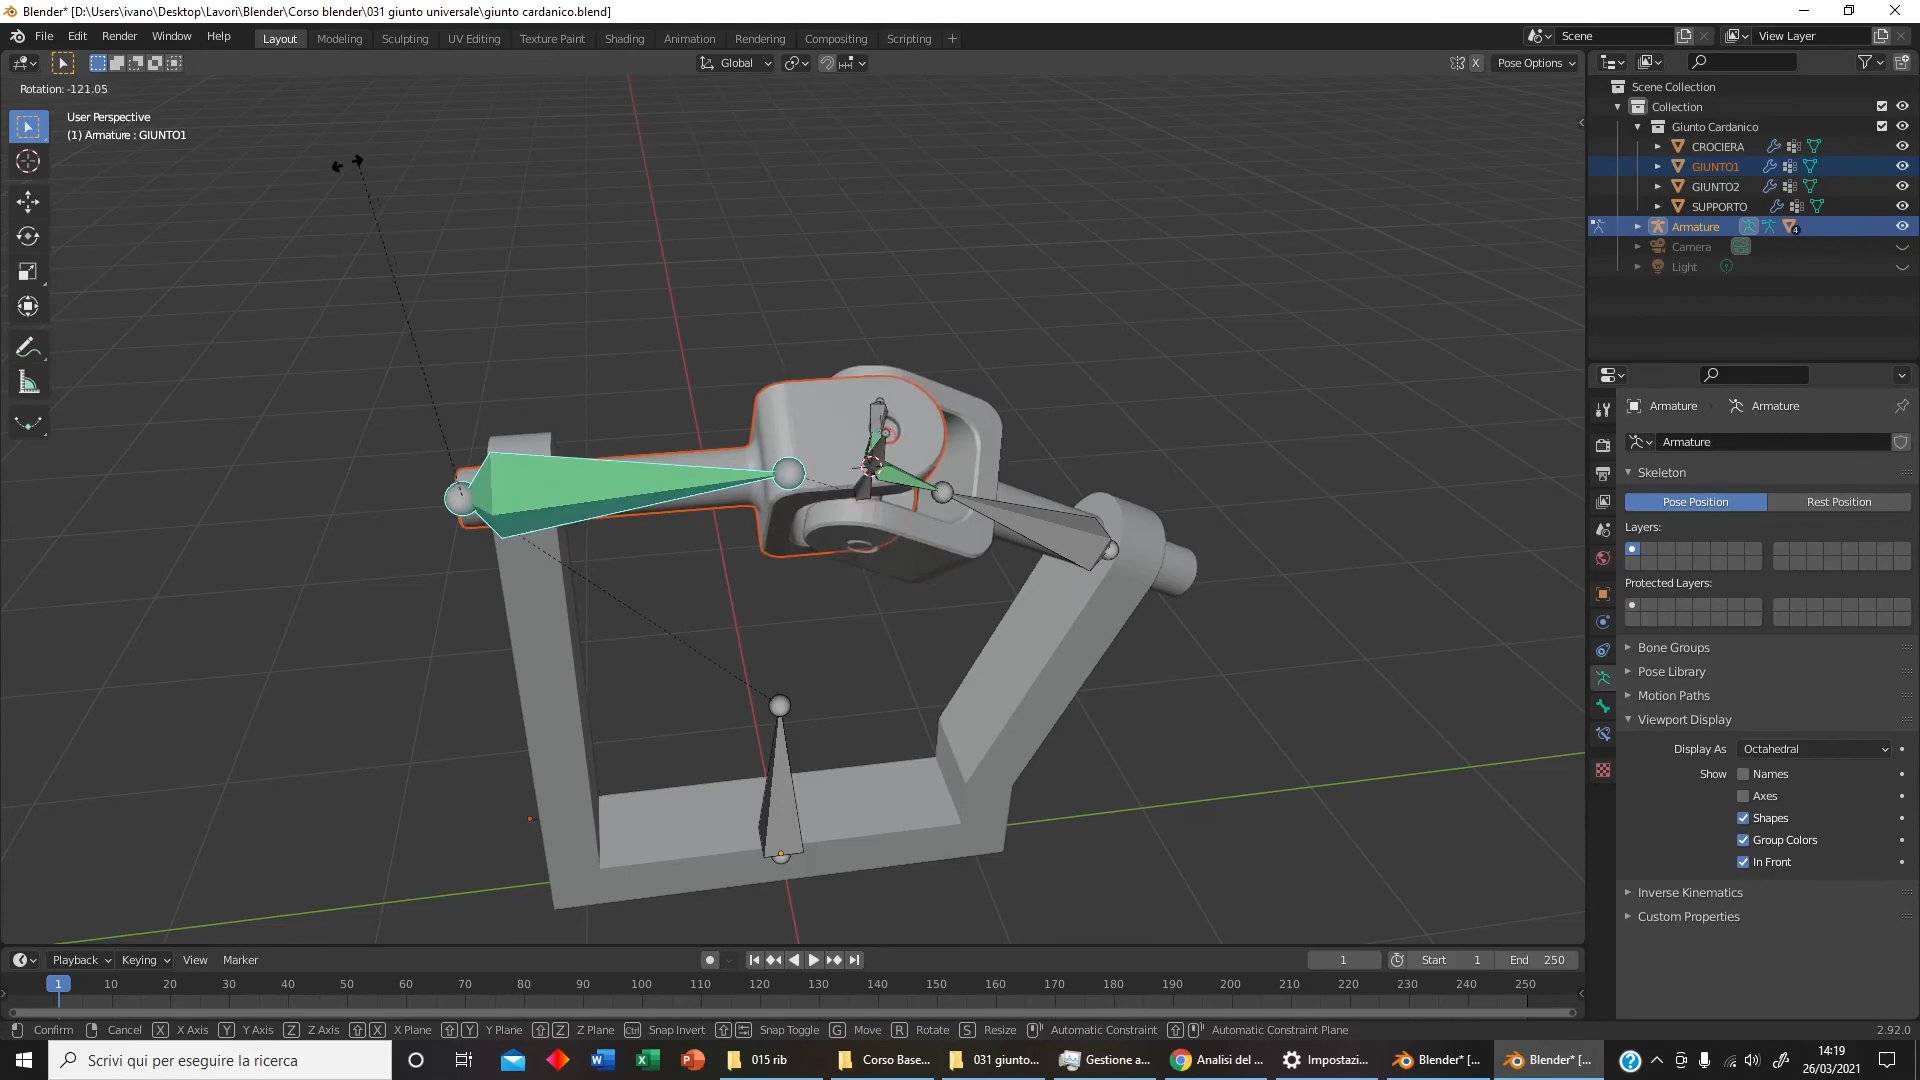 Blender* [D:\Users\ivano\Desktop\Lavori\Blender\Corso blender\031 giunto universale\giunto cardanico.blend]
File Edit Render Window Help
Layout Modeling Sculpting UV Editing Texture Paint Shading Animation Rendering Compositing Scripting
Scene
View Layer
Global
X
Pose Options
Rotation: -121.05
User Perspective
(1) Armature : GIUNTO1
Scene Collection
Collection
Giunto Cardanico
CROCIERA
GIUNTO1
GIUNTO2
SUPPORTO
Armature
4
Camera
Light
Armature Armature
Armature
Skeleton
Pose Position Rest Position
Layers:
Protected Layers:
Bone Groups
Pose Library
Motion Paths
Viewport Display
Display As Octahedral
Show Names
Axes
Shapes
Group Colors
In Front
Inverse Kinematics
Custom Properties
Playback Keying View Marker
1
Start 1 End 250
1 10 20 30 40 50 60 70 80 90 100 110 120 130 140 150 160 170 180 190 200 210 220 230 240 250
Confirm Cancel X X Axis Y Y Axis Z Z Axis X X Plane Y Y Plane Z Z Plane Ctrl Snap Invert Snap Toggle G Move R Rotate S Resize Automatic Constraint Automatic Constraint Plane 2.92.0
Scrivi qui per eseguire la ricerca
015 rib
Corso Base...
031 giunto...
Gestione a...
Analisi del ...
Impostazi...
Blender* [...
Blender* [...
14:19
26/03/2021